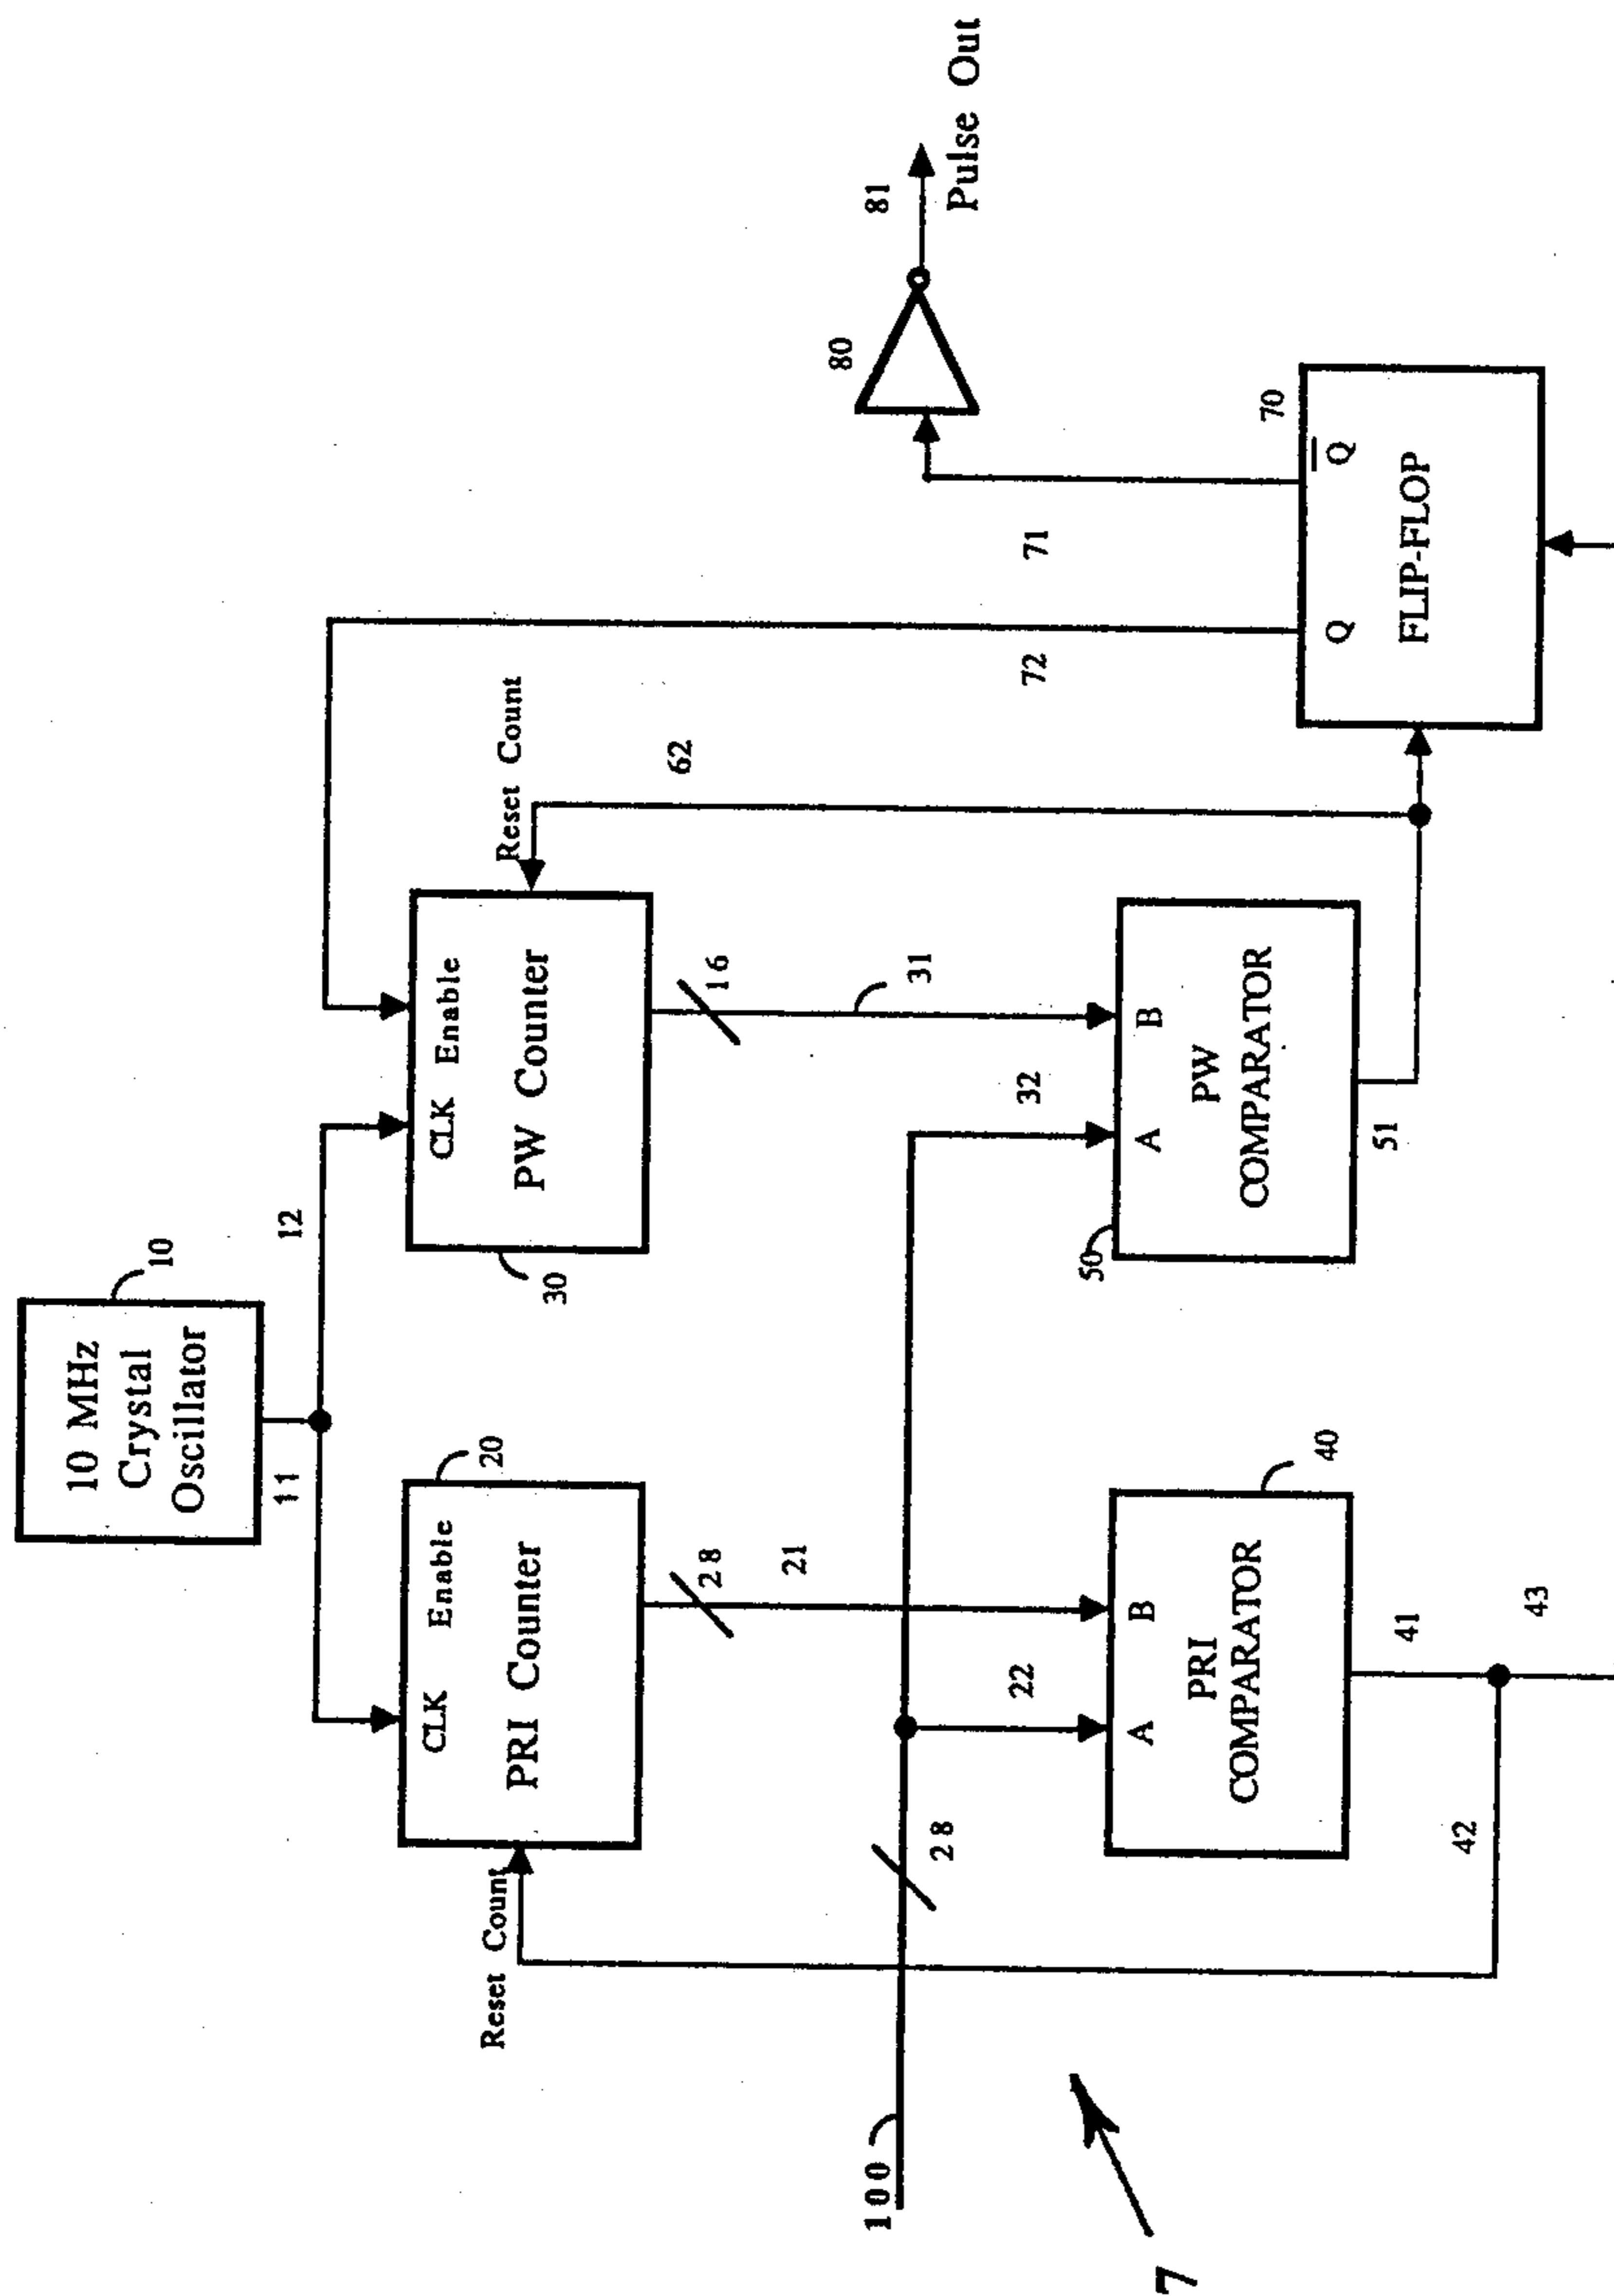 10 MHz
Crystal
Oscillator
10
11
12
Reset Count
CLK Enable
PRI Counter
20
CLK Enable
PW Counter
30
Reset Count
28
21
16
31
62
72
71
80
81
Pulse Out
100
28
22
32
A B
PRI
COMPARATOR
40
50
A B
PW
COMPARATOR
51
Q Q̅
70
FLIP-FLOP
41
42
43
7